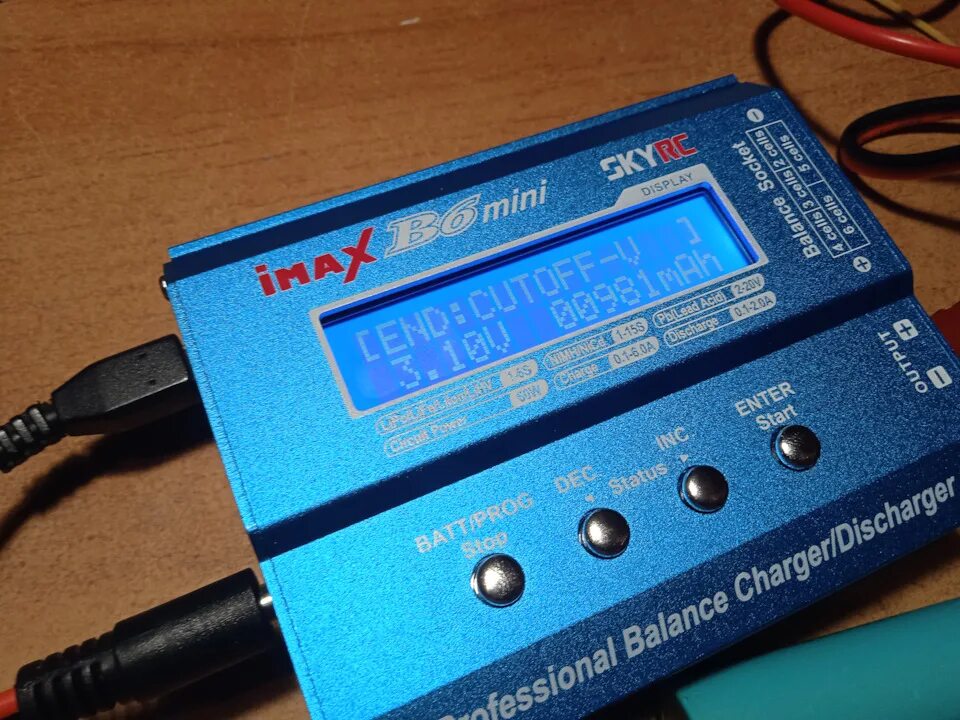 SKYRC
iMAX B6 mini
DISPLAY
[END:CUTOFF-V ]
3.10V 00981mAh
LiPo/LiFe/LiIon/LiHV 1-6S NiMH/NiCd 1-15S Pb(Lead Acid) 2-20V
Circuit Power 60W Charge 0.1-6.0A Discharge 0.1-2.0A
Balance Socket
4 cells 3 cells 2 cells
6 cells 5 cells
OUTPUT
BATT/PROG
Stop
DEC
INC
Status
ENTER
Start
Professional Balance Charger/Discharger